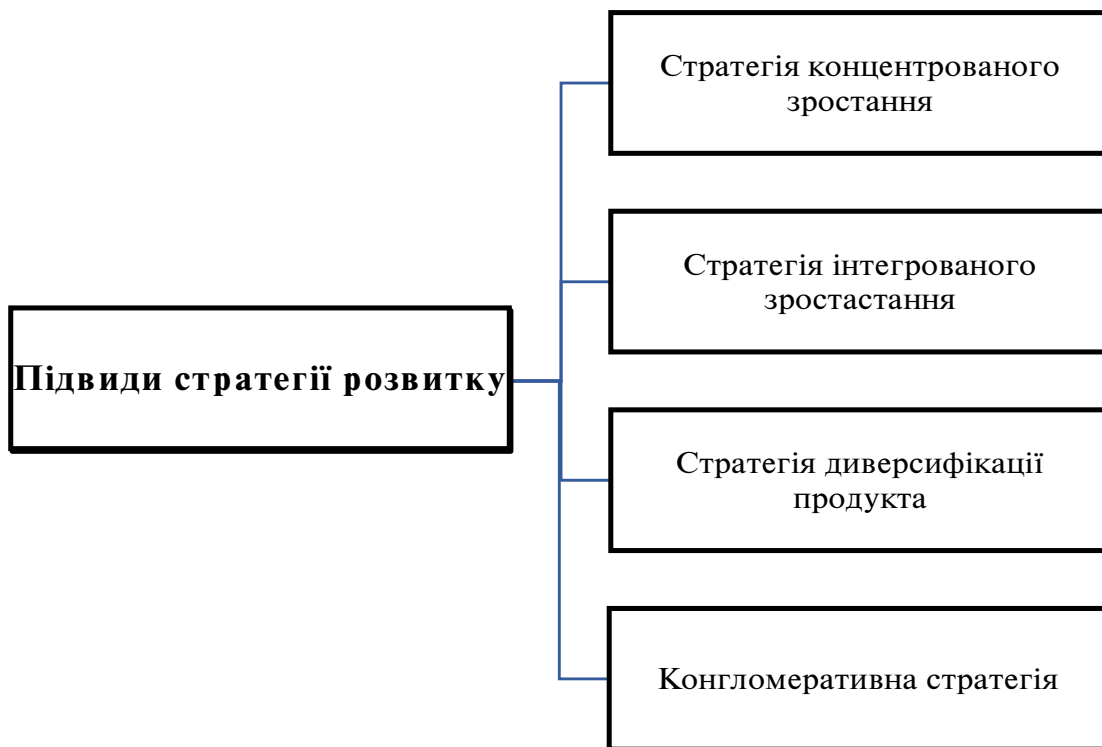 Стратегія концентрованого
зростання
Стратегія інтегрованого
зростастання
Підвиди стратегії розвитку
Стратегія диверсифікації
продукта
Конгломеративна стратегія